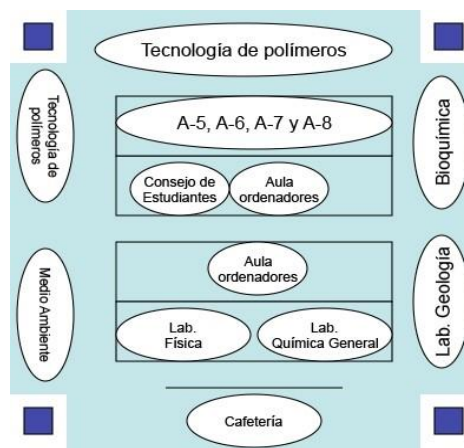 Tecnología de polímeros
Tecnología de
polímeros
A-5, A-6, A-7 y A-8
Bioquímica
Consejo de
Estudiantes
Aula
ordenadores
Medio Ambiente
Aula
ordenadores
Lab. Geología
Lab.
Física
Lab.
Química General
Cafetería